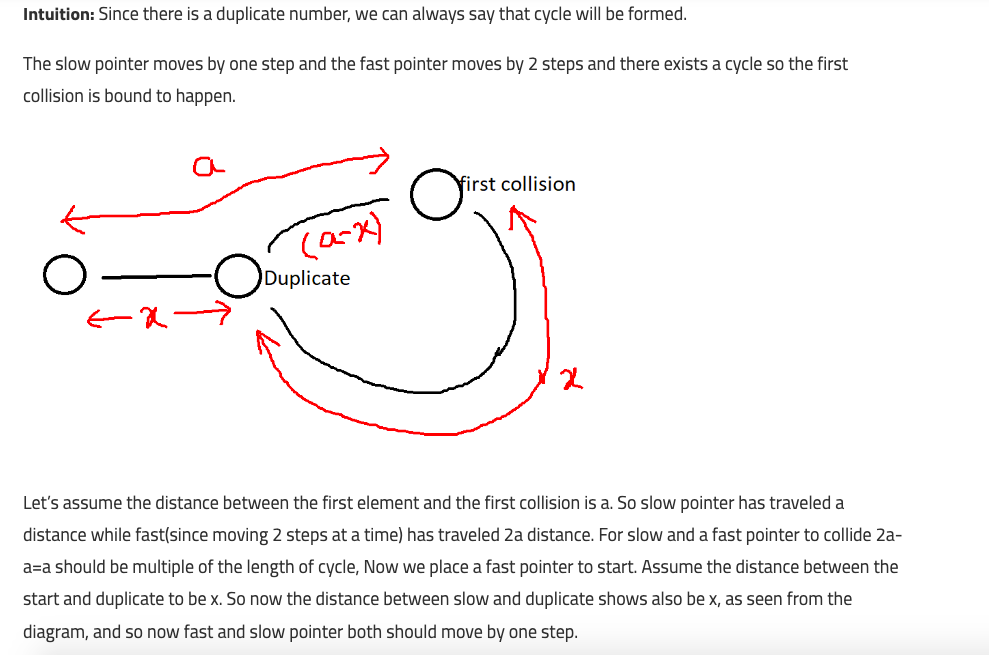 Intuition: Since there is a duplicate number, we can always say that cycle will be formed.
The slow pointer moves by one step and the fast pointer moves by 2 steps and there exists a cycle so the first
collision is bound to happen.
a
first collision
(a-x)
Duplicate
x
x
Let's assume the distance between the first element and the first collision is a. So slow pointer has traveled a
distance while fast(since moving 2 steps at a time) has traveled 2a distance. For slow and a fast pointer to collide 2a-
a=a should be multiple of the length of cycle, Now we place a fast pointer to start. Assume the distance between the
start and duplicate to be x. So now the distance between slow and duplicate shows also be x, as seen from the
diagram, and so now fast and slow pointer both should move by one step.